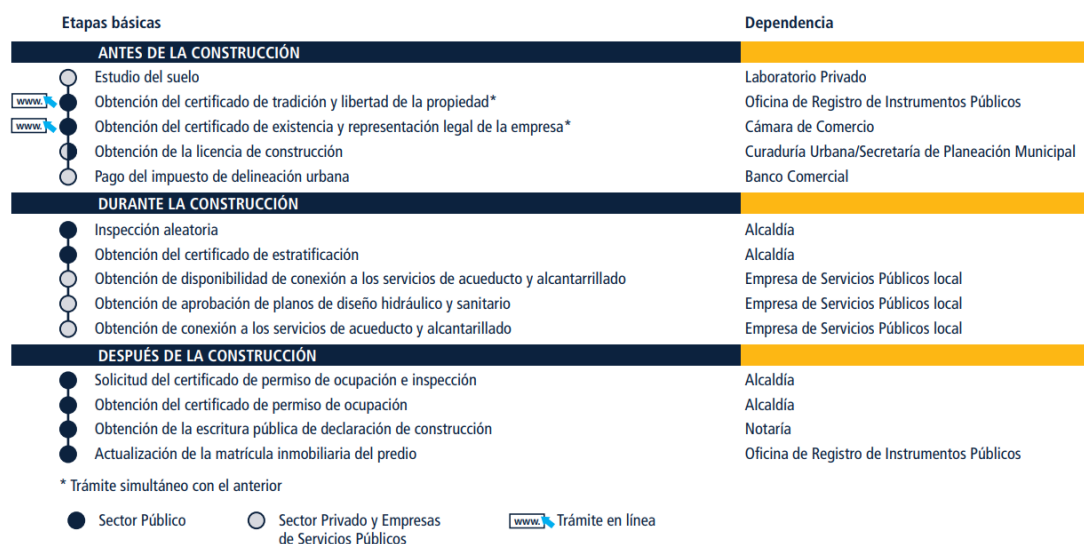 Etapas básicas Dependencia
ANTES DE LA CONSTRUCCIÓN
Estudio del suelo Laboratorio Privado
www. Obtención del certificado de tradición y libertad de la propiedad* Oficina de Registro de Instrumentos Públicos
www. Obtención del certificado de existencia y representación legal de la empresa* Cámara de Comercio
Obtención de la licencia de construcción Curaduría Urbana/Secretaría de Planeación Municipal
Pago del impuesto de delineación urbana Banco Comercial
DURANTE LA CONSTRUCCIÓN
Inspección aleatoria Alcaldía
Obtención del certificado de estratificación Alcaldía
Obtención de disponibilidad de conexión a los servicios de acueducto y alcantarrillado Empresa de Servicios Públicos local
Obtención de aprobación de planos de diseño hidráulico y sanitario Empresa de Servicios Públicos local
Obtención de conexión a los servicios de acueducto y alcantarillado Empresa de Servicios Públicos local
DESPUÉS DE LA CONSTRUCCIÓN
Solicitud del certificado de permiso de ocupación e inspección Alcaldía
Obtención del certificado de permiso de ocupación Alcaldía
Obtención de la escritura pública de declaración de construcción Notaría
Actualización de la matrícula inmobiliaria del predio Oficina de Registro de Instrumentos Públicos
* Trámite simultáneo con el anterior
Sector Público Sector Privado y Empresas www. Trámite en línea
de Servicios Públicos